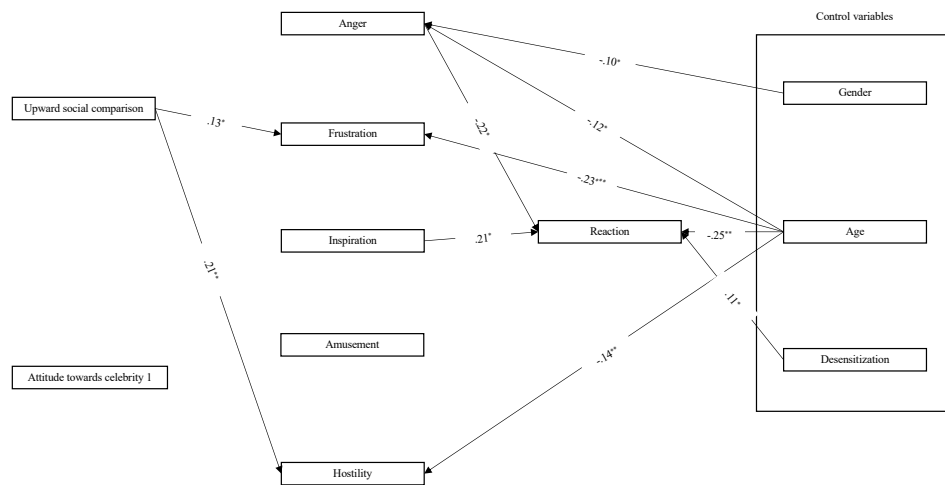 Anger
Control variables
-.10*
Gender
Upward social comparison
.13*
Frustration
-.22*
-.12*
-.23***
Inspiration
.21*
Reaction
-.25**
Age
.21**
.11*
Amusement
-.14**
Desensitization
Attitude towards celebrity 1
Hostility